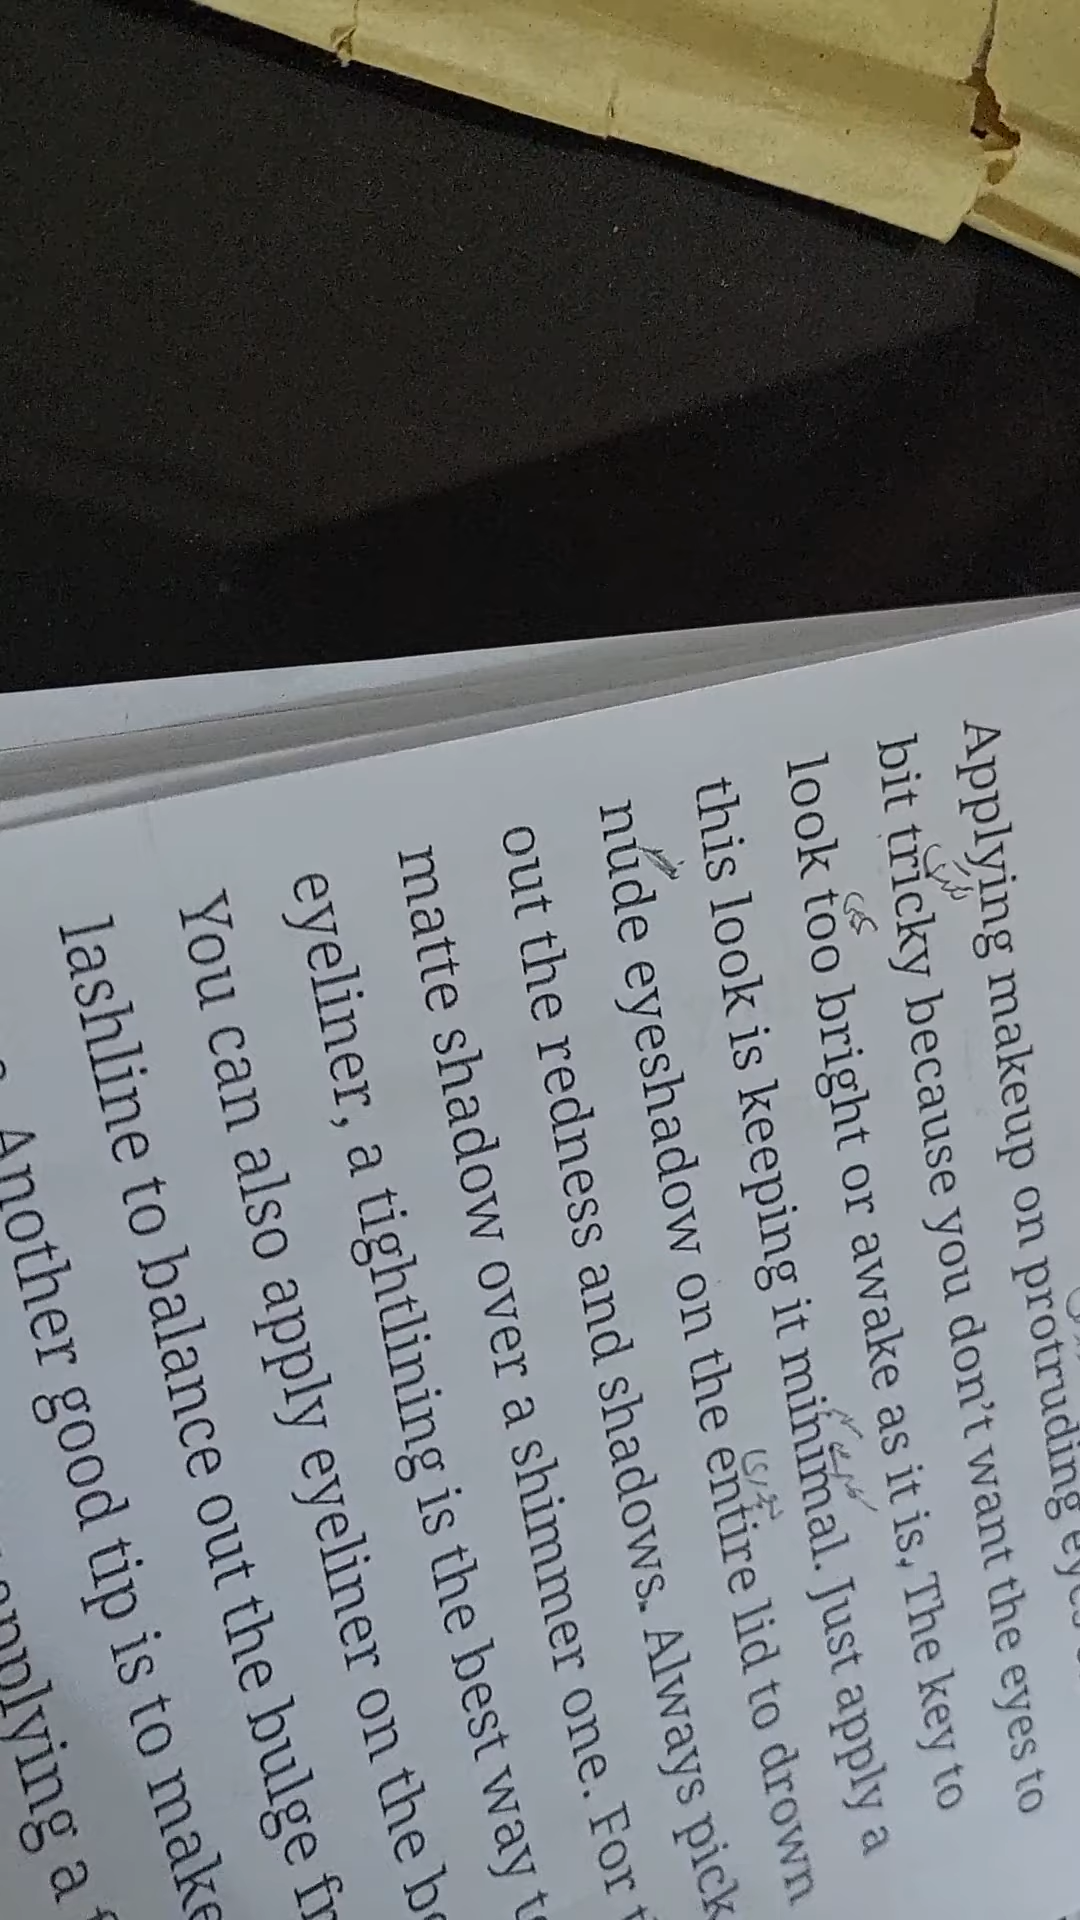 Applying makeup on protruding
bit tricky because you don't want the eyes to
look too bright or awake as it is. The key to
this look is keeping it minimal. Just apply a
nude eyeshadow on the entire lid to drown
out the redness and shadows. Always pick
matte shadow over a shimmer one. For
eyeliner, a tightlining is the best way
You can also apply eyeliner on the
lashline to balance out the bulge
Another good tip is to make
a